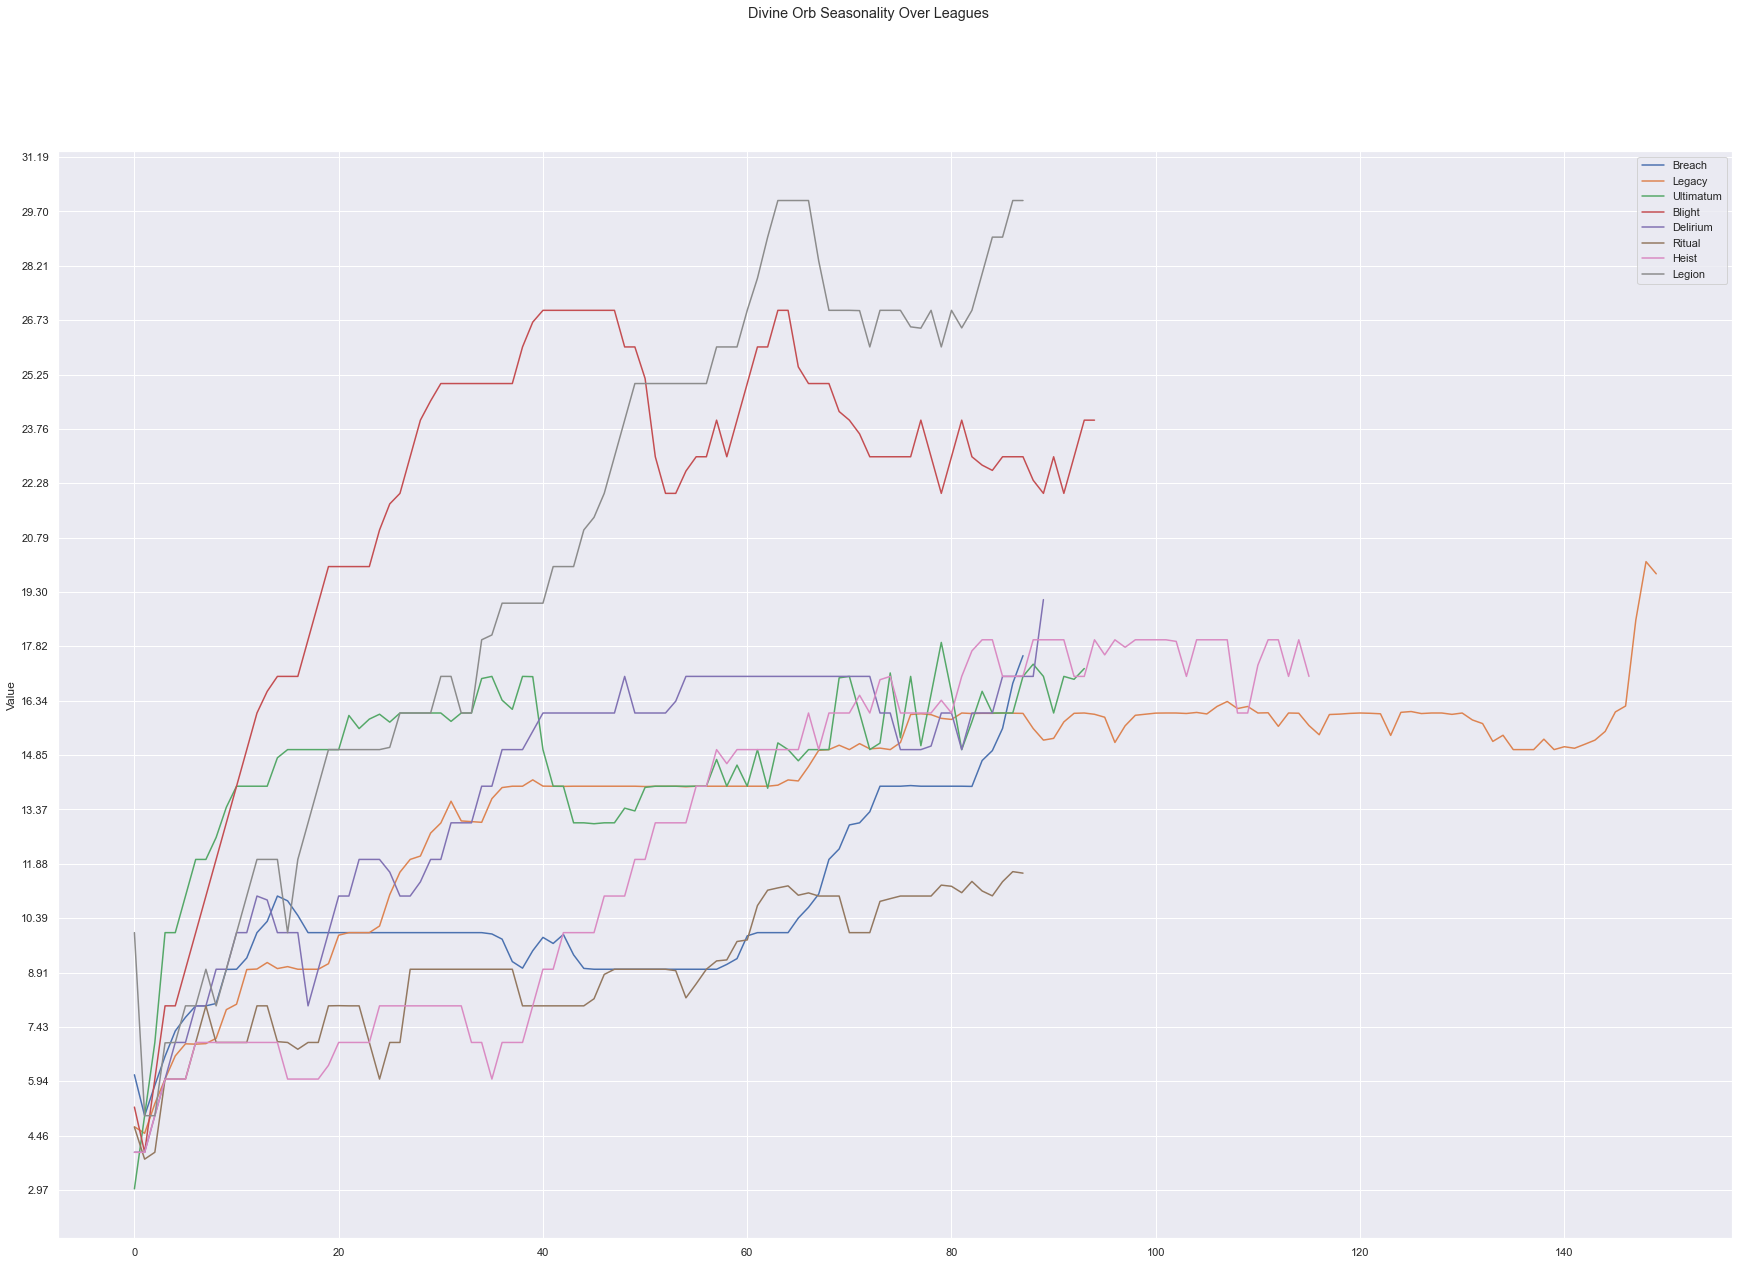 Divine Orb Seasonality Over Leagues
31.19
29.70
28.21
26.73
25.25
23.76
22.28
20.79
19.30
17.82
16.34
14.85
13.37
11.88
10.39
8.91
7.43
5.94
4.46
2.97
Value
Breach
Legacy
Ultimatum
Blight
Delirium
Ritual
Heist
Legion
0 20 40 60 80 100 120 140